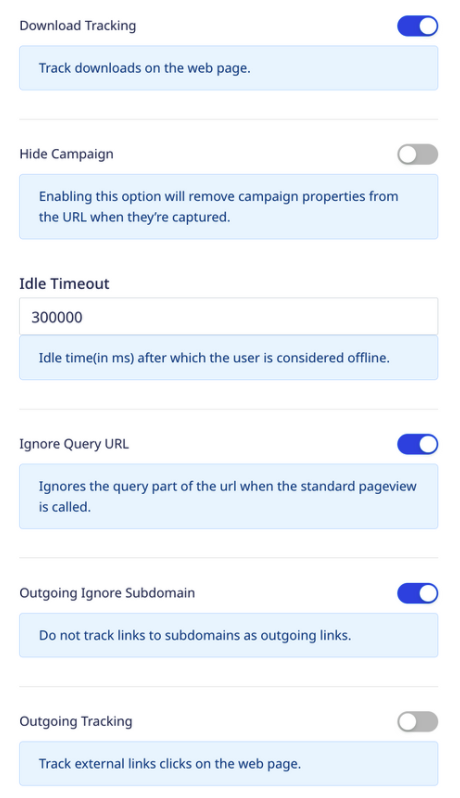 Download Tracking
Track downloads on the web page.
Hide Campaign
Enabling this option will remove campaign properties from
the URL when they're captured.
Idle Timeout
300000
Idle time(in ms) after which the user is considered offline.
Ignore Query URL
Ignores the query part of the url when the standard pageview
is called.
Outgoing Ignore Subdomain
Do not track links to subdomains as outgoing links.
Outgoing Tracking
Track external links clicks on the web page.